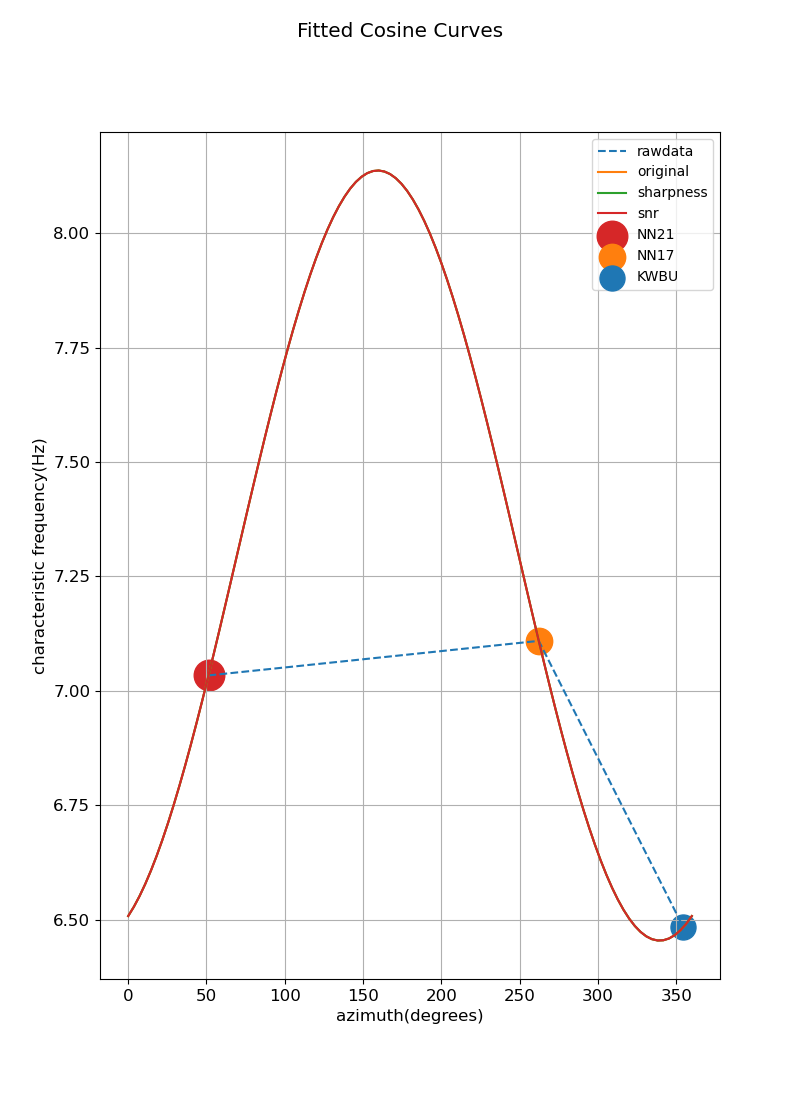 Fitted Cosine Curves
rawdata
original
sharpness
snr
NN21
NN17
KWBU
8.00
7.75
7.50
7.25
7.00
6.75
6.50
characteristic frequency(Hz)
0 50 100 150 200 250 300 350
azimuth(degrees)